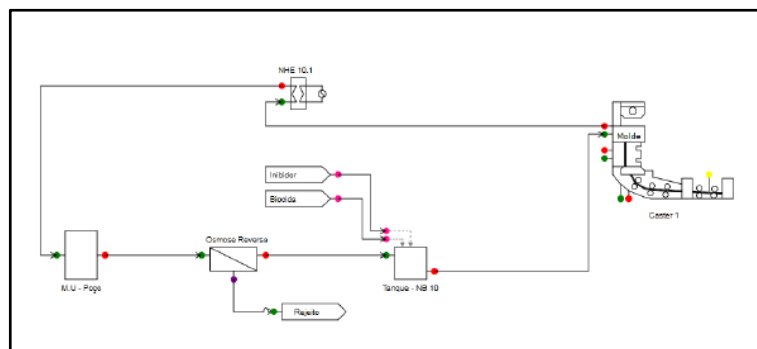 NHE 10.1
Molde
Inibidor
Biocida
Caster 1
Osmose Reversa
M.U - Poço
Tanque - NB 10
Rejeito